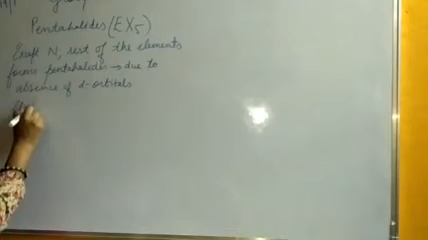 Pentahalides (EX5)
Except N, rest of the elements
forms pentahalides → due to
absence of d-orbitals